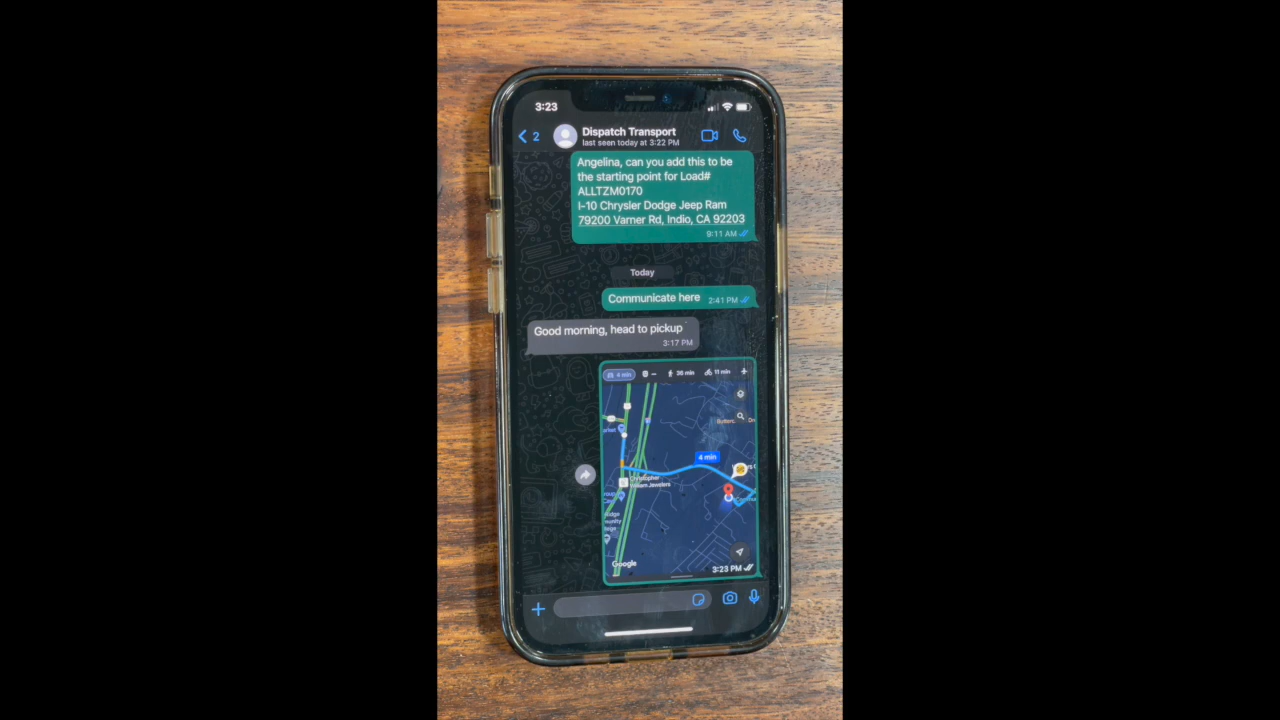 3:23
2
Dispatch Transport
last seen today at 3:22 PM
Angelina, can you add this to be
the starting point for Load#
ALLTZM0170
I-10 Chrysler Dodge Jeep Ram
79200 Varner Rd, Indio, CA 92203
9:11 AM
Today
Communicate here 2:41 PM
Good morning, head to pickup
3:17 PM
4 min 36 min 11 min
4 min
Christopher
William Jewelers
Google
3:23 PM